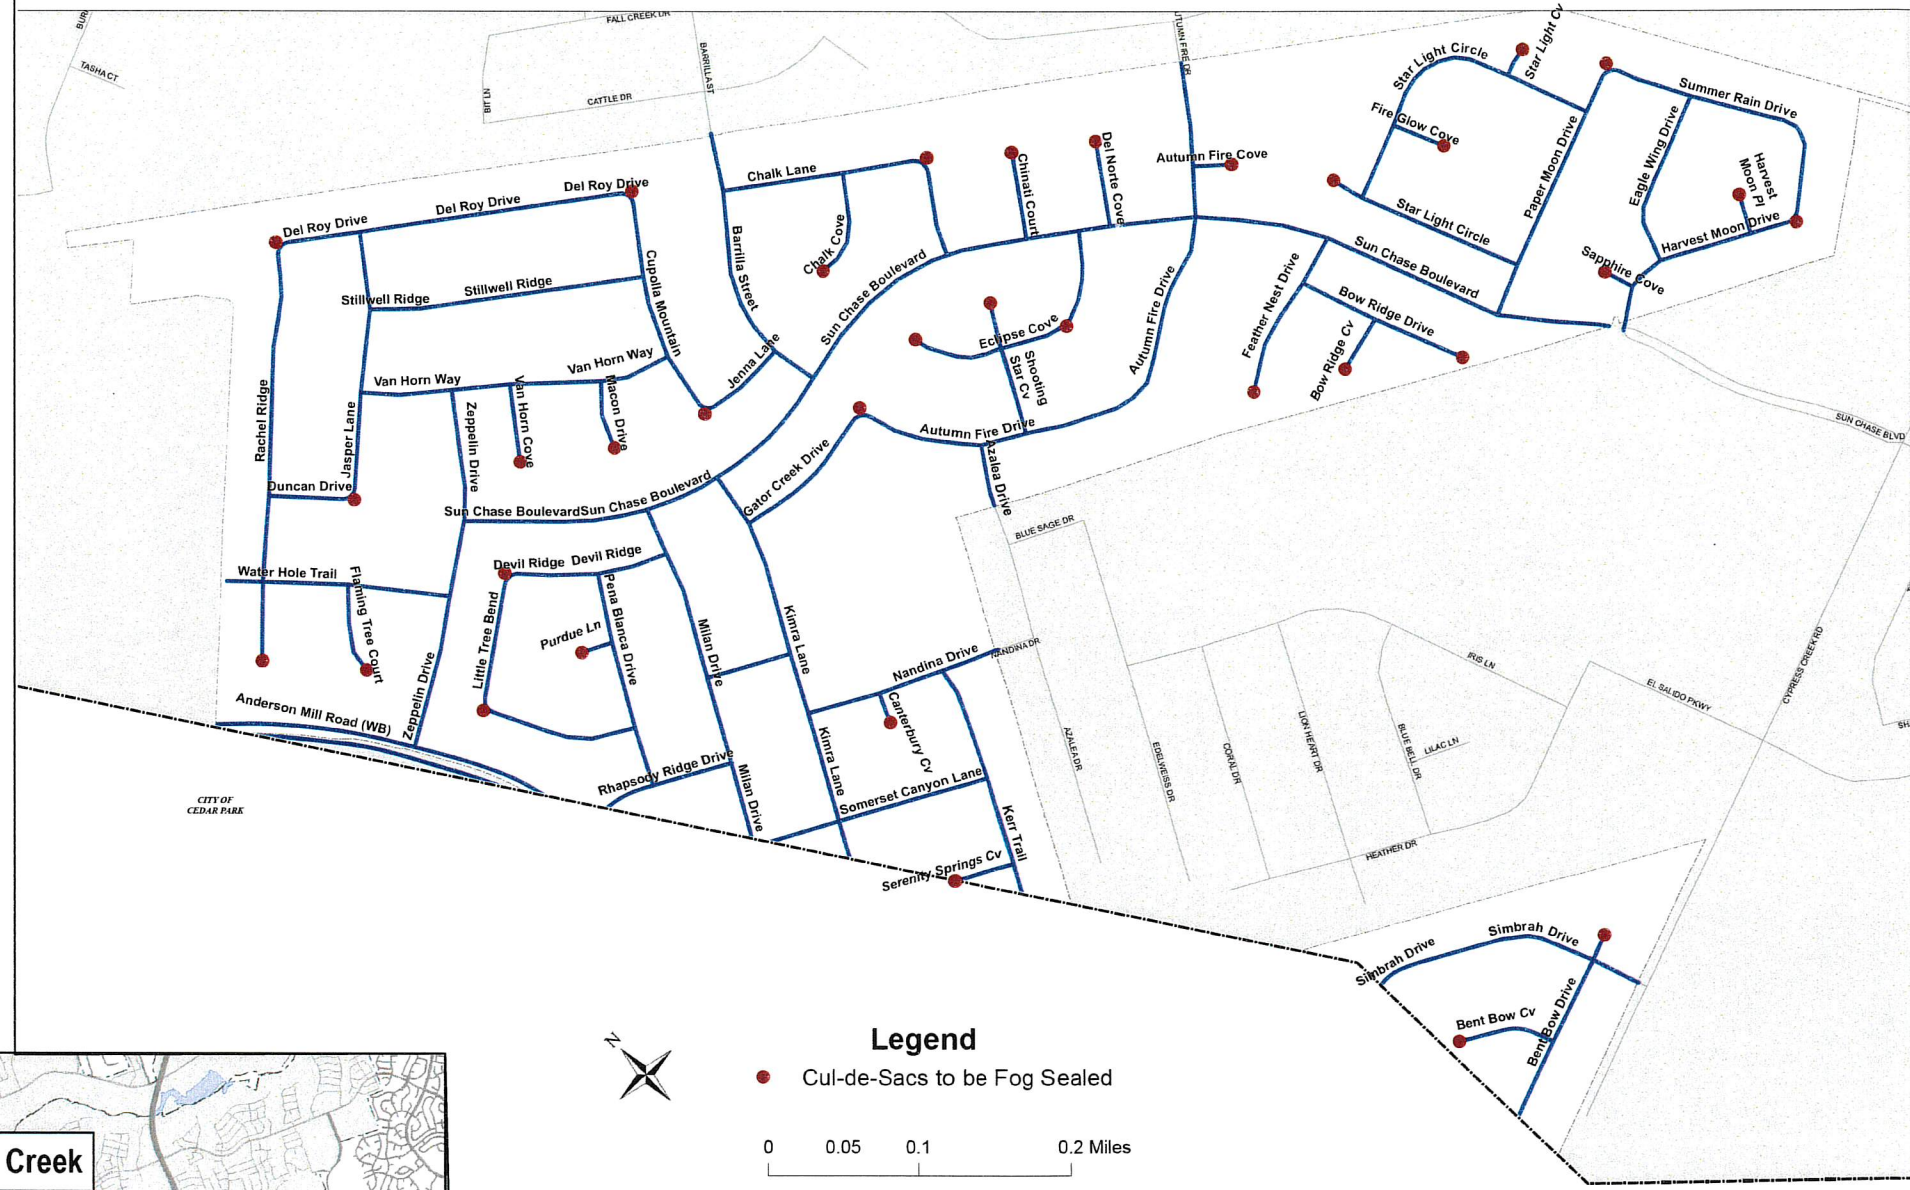 FALL CREEK DR
TASHA CT
BARRILLA ST
BIT LN
CATTLE DR
Star Light Cv
Star Light Circle
Summer Rain Drive
Fire Glow Cove
Paper Moon Drive
Eagle Wing Drive
Harvest
Moon Pl
Autumn Fire Cove
Del Norte Cove
Chinati Court
Chalk Lane
Del Roy Drive
Del Roy Drive
Del Roy Drive
Star Light Circle
Harvest Moon Drive
Sapphire Cove
Sun Chase Boulevard
Bow Ridge Drive
Bow Ridge Cv
Feather Nest Drive
Autumn Fire Drive
Chalk Cove
Barrilla Street
Cupolla Mountain
Sun Chase Boulevard
Stillwell Ridge
Stillwell Ridge
Eclipse Cove
Shooting
Star Cv
Jenna Lane
Van Horn Way
Van Horn Way
Macon Drive
Van Horn Cove
Zeppelin Drive
Rachel Ridge
Jasper Lane
Duncan Drive
Autumn Fire Drive
Azalea Drive
Gator Creek Drive
SUN CHASE BLVD
Sun Chase Boulevard
Sun Chase Boulevard
BLUE SAGE DR
Devil Ridge
Devil Ridge
Water Hole Trail
Flaming Tree Court
Little Tree Bend
Purdue Ln
Pena Blanca Drive
Milan Drive
Kimra Lane
Nandina Drive
NANDINA DR
Canterbury Cv
Zeppelin Drive
Anderson Mill Road (WB)
Kimra Lane
Rhapsody Ridge Drive
Milan Drive
Somerset Canyon Lane
Kerr Trail
Serenity Springs Cv
IRIS LN
EL SALIDO PKWY
CYPRESS CREEK RD
AZALEA DR
EDELWEISS DR
CORAL DR
LION HEART DR
BLUE BELL DR
LILAC LN
HEATHER DR
CITY OF
CEDAR PARK
Simbrah Drive
Simbrah Drive
Bent Bow Cv
Bent Bow Drive
N
Legend
Cul-de-Sacs to be Fog Sealed
0 0.05 0.1 0.2 Miles
Creek